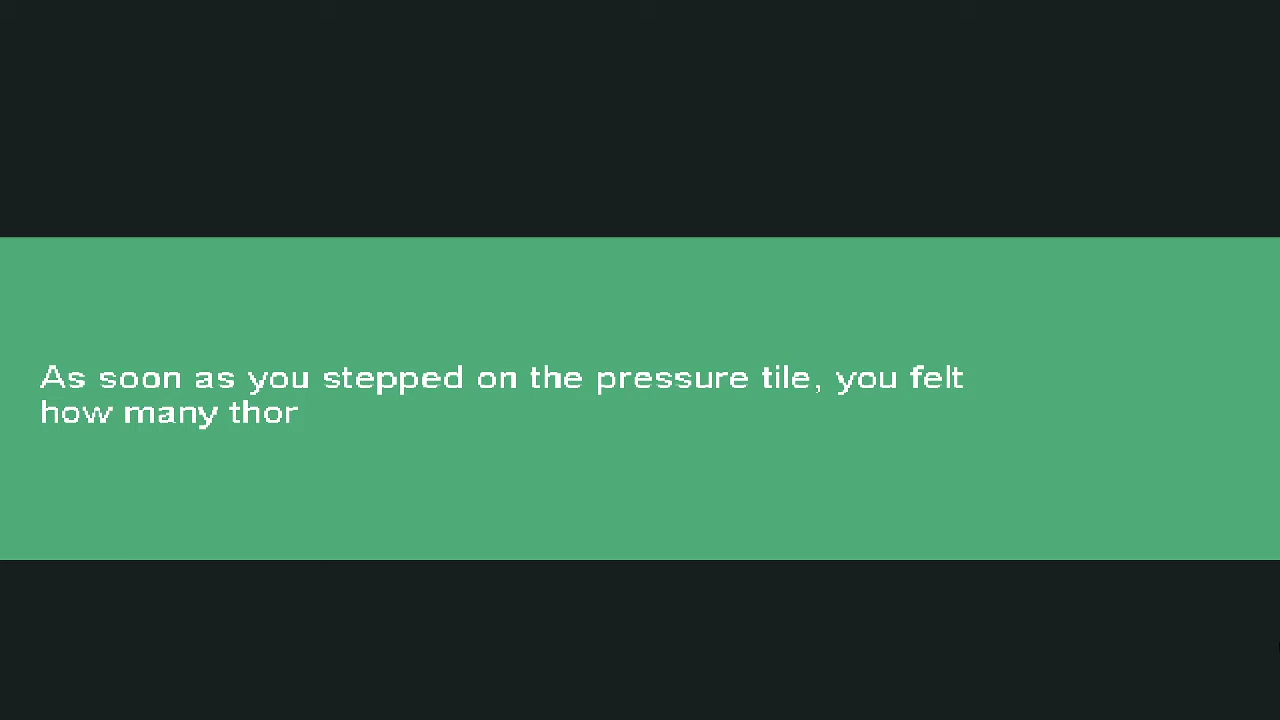 As soon as you stepped on the pressure tile, you felt
how many thor